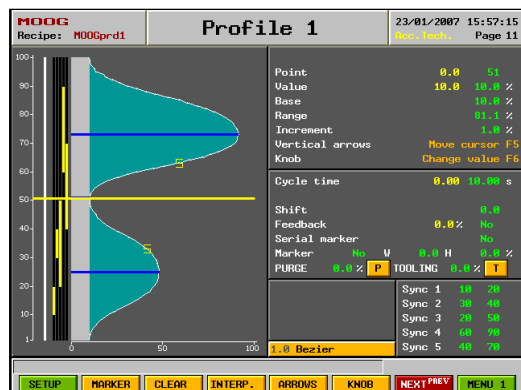 MOOG
Recipe: MOOGprd1
Profile 1
23/01/2007 15:57:15
Acc.Tech. Page 11
100
90
80
70
60
50
40
30
20
10
1
0 50 100
S
S
Point 0.0 51
Value 10.0 10.0 %
Base 10.0 %
Range 81.1 %
Increment 1.0 %
Vertical arrows Move cursor F5
Knob Change value F6
Cycle time 0.00 10.00 s
Shift 0.0
Feedback 0.0% No
Serial marker No
Marker No W 0.0 H 0.0 %
PURGE 0.0 % P TOOLING 0.0 % T
Sync 1 10 20
Sync 2 30 40
Sync 3 20 50
Sync 4 60 90
Sync 5 40 70
1.0 Bezier
SETUP MARKER CLEAR INTERP. ARROWS KNOB NEXT PREV MENU 1